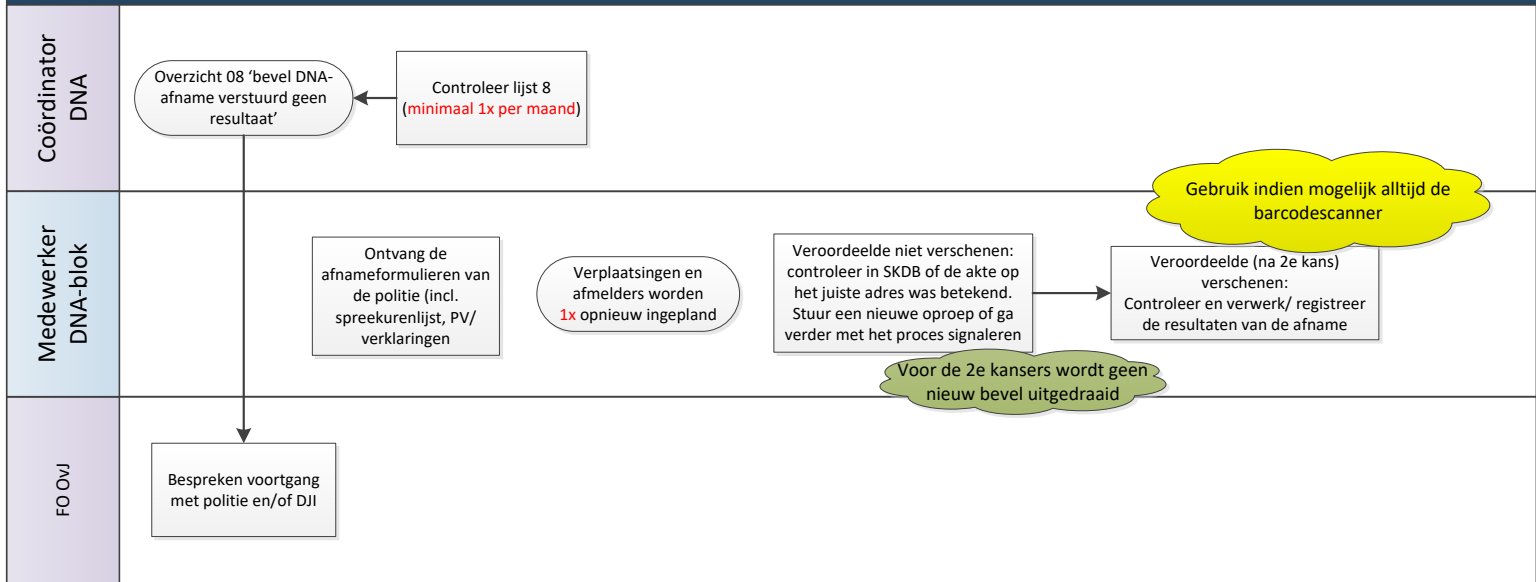 Coördinator
DNA
Overzicht 08 ‘bevel DNA-
afname verstuurd geen
resultaat’
Controleer lijst 8
(minimaal 1x per maand)
Medewerker
DNA-blok
Ontvang de
afnameformulieren van
de politie (incl.
spreekurenlijst, PV/
verklaringen
Verplaatsingen en
afmelders worden
1x opnieuw ingepland
Veroordeelde niet verschenen:
controleer in SKDB of de akte op
het juiste adres was betekend.
Stuur een nieuwe oproep of ga
verder met het proces signaleren
Voor de 2e kansers wordt geen
nieuw bevel uitgedraaid
Gebruik indien mogelijk altijd de
barcodescanner
Veroordeelde (na 2e kans)
verschenen:
Controleer en verwerk/ registreer
de resultaten van de afname
FO OvJ
Bespreken voortgang
met politie en/of DJI